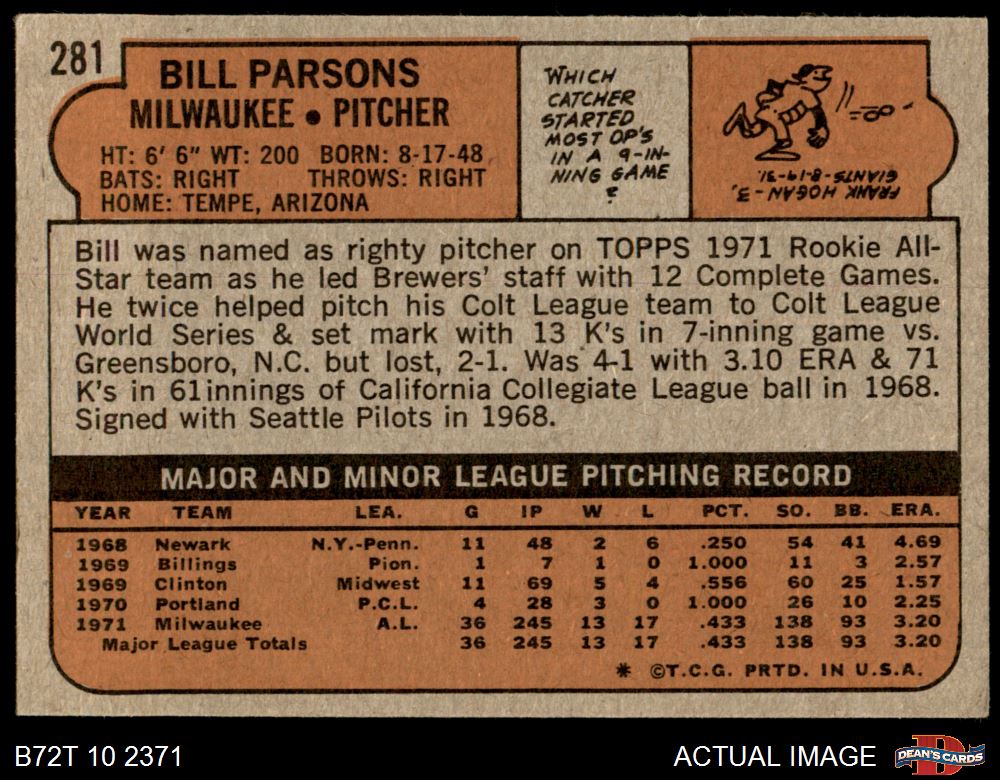 281
BILL PARSONS
MILWAUKEE • PITCHER
HT: 6' 6" WT: 200 BORN: 8-17-48
BATS: RIGHT THROWS: RIGHT
HOME: TEMPE, ARIZONA
WHICH
CATCHER
STARTED
MOST DP'S
IN A 9-IN-
NING GAME
?
FRANK HOGAN-3,
GIANTS-8-19-31.
Bill was named as righty pitcher on TOPPS 1971 Rookie All-
Star team as he led Brewers' staff with 12 Complete Games.
He twice helped pitch his Colt League team to Colt League
World Series & set mark with 13 K's in 7-inning game vs.
Greensboro, N.C. but lost, 2-1. Was 4-1 with 3.10 ERA & 71
K's in 61innings of California Collegiate League ball in 1968.
Signed with Seattle Pilots in 1968.
MAJOR AND MINOR LEAGUE PITCHING RECORD
YEAR TEAM LEA. G IP W L PCT. SO. BB. ERA.
1968 Newark N.Y.-Penn. 11 48 2 6 .250 54 41 4.69
1969 Billings Pion. 1 7 1 0 1.000 11 3 2.57
1969 Clinton Midwest 11 69 5 4 .556 60 25 1.57
1970 Portland P.C.L. 4 28 3 0 1.000 26 10 2.25
1971 Milwaukee A.L. 36 245 13 17 .433 138 93 3.20
Major League Totals 36 245 13 17 .433 138 93 3.20
* ©T.C.G. PRTD. IN U.S.A.
B72T 10 2371
ACTUAL IMAGE
D
DEAN'S CARDS